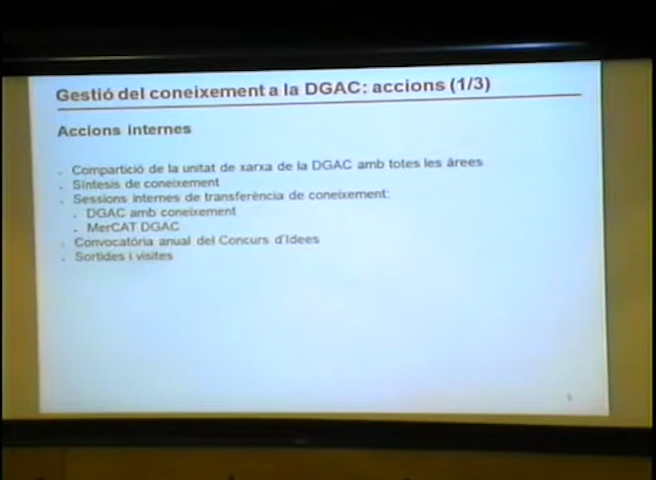 Gestió del coneixement a la DGAC: accions (1/3)
Accions internes
. Compartició de la unitat de xarxa de la DGAC amb totes les àrees
. Síntesis de coneixement
. Sessions internes de transferència de coneixement:
. DGAC amb coneixement
. MerCAT DGAC
. Convocatòria anual del Concurs d'Idees
. Sortides i visites